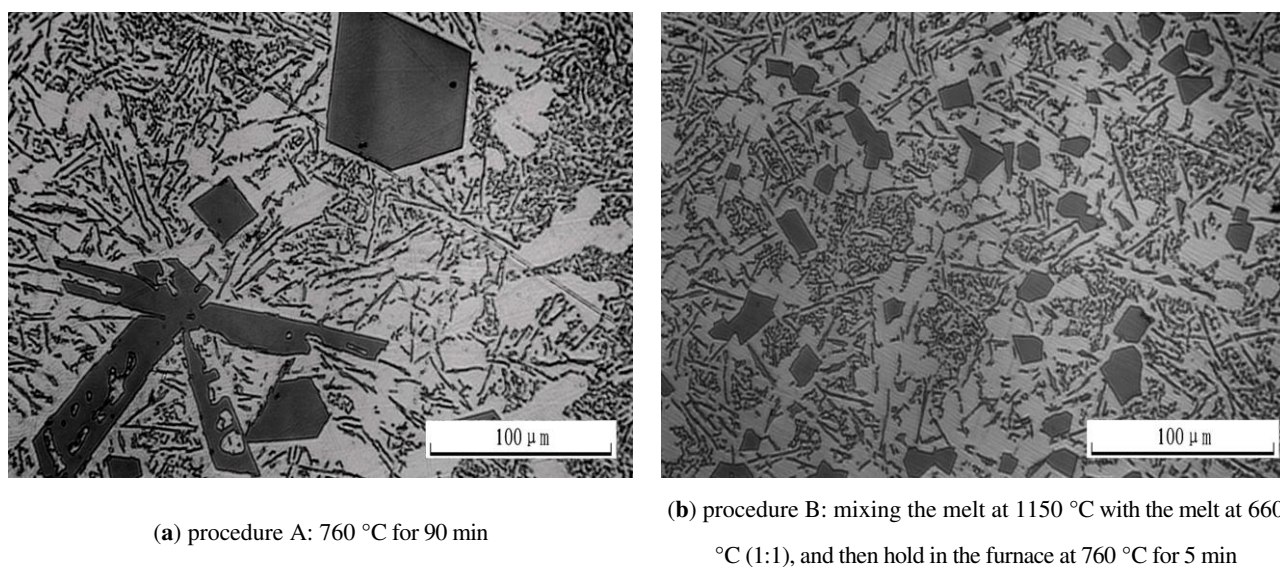 100 μm
100 μm
(a) procedure A: 760 °C for 90 min
(b) procedure B: mixing the melt at 1150 °C with the melt at 660
°C (1:1), and then hold in the furnace at 760 °C for 5 min